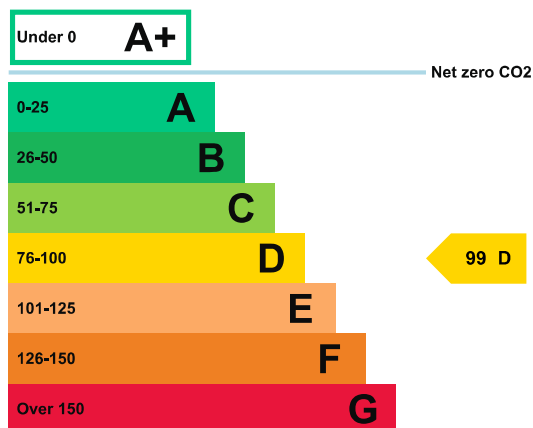 Under 0 A+
Net zero CO2
0-25 A
26-50 B
51-75 C
76-100 D
99 D
101-125 E
126-150 F
Over 150 G